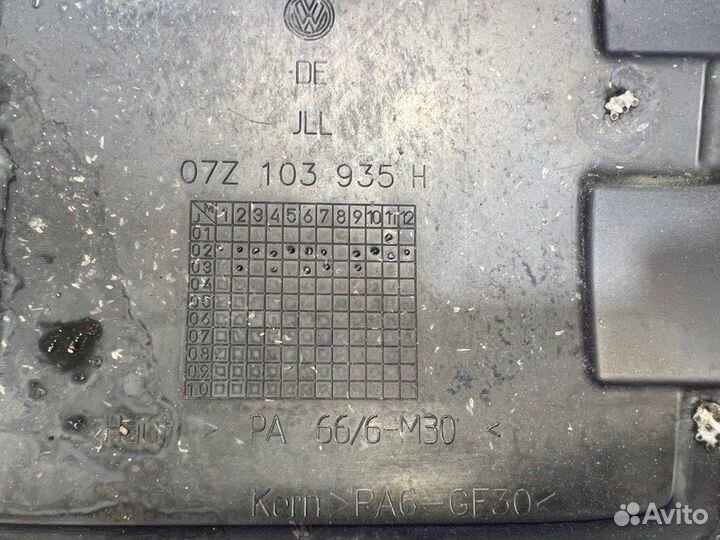 DE
JLL
07Z 103 935 H
J M 1 2 3 4 5 6 7 8 9 10 11 12
01
02
03
04
05
06
07
08
09
10
Haut > PA 66/6-M30 <
Kern >PA6-GF30<
Avito